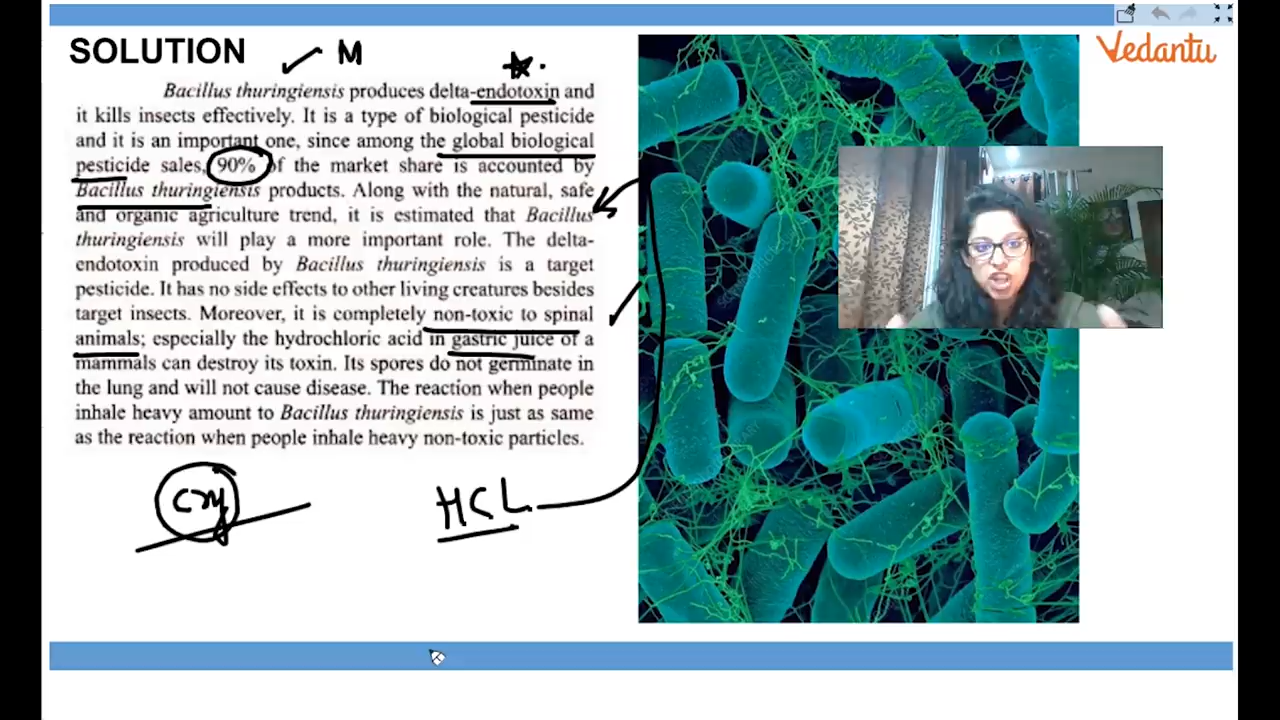 SOLUTION
M
Vedantu
Bacillus thuringiensis produces delta-endotoxin and
it kills insects effectively. It is a type of biological pesticide
and it is an important one, since among the global biological
pesticide sales, 90% of the market share is accounted by
Bacillus thuringiensis products. Along with the natural, safe
and organic agriculture trend, it is estimated that Bacillus
thuringiensis will play a more important role. The delta-
endotoxin produced by Bacillus thuringiensis is a target
pesticide. It has no side effects to other living creatures besides
target insects. Moreover, it is completely non-toxic to spinal
animals; especially the hydrochloric acid in gastric juice of a
mammals can destroy its toxin. Its spores do not germinate in
the lung and will not cause disease. The reaction when people
inhale heavy amount to Bacillus thuringiensis is just as same
as the reaction when people inhale heavy non-toxic particles.
Cry
HCL